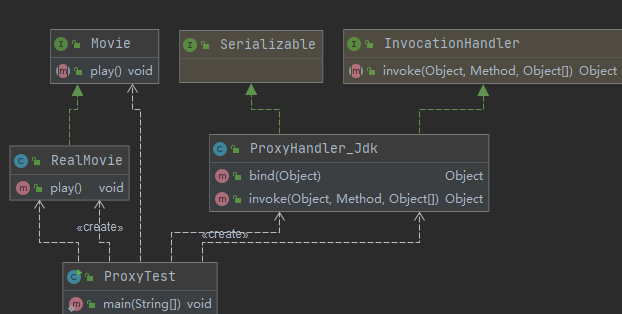 Movie
play() void
Serializable
InvocationHandler
invoke(Object, Method, Object[]) Object
RealMovie
play() void
ProxyHandler_Jdk
bind(Object) Object
invoke(Object, Method, Object[]) Object
«create»
«create»
ProxyTest
main(String[]) void